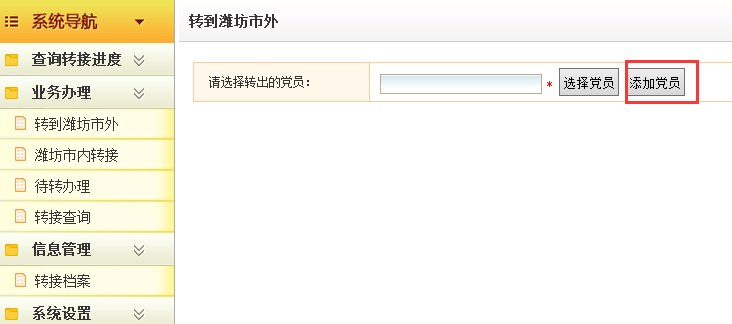 系统导航
查询转接进度
业务办理
转到潍坊市外
潍坊市内转接
待转办理
转接查询
信息管理
转接档案
系统设置
转到潍坊市外
请选择转出的党员：
* 选择党员 添加党员